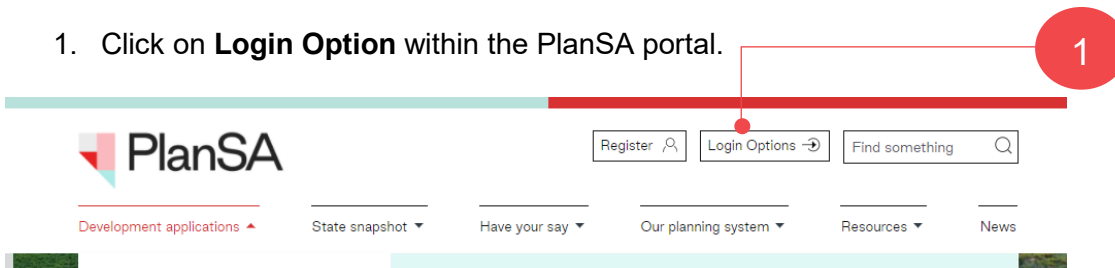 1. Click on Login Option within the PlanSA portal.
1
PlanSA
Register
Login Options
Find something
Development applications
State snapshot
Have your say
Our planning system
Resources
News